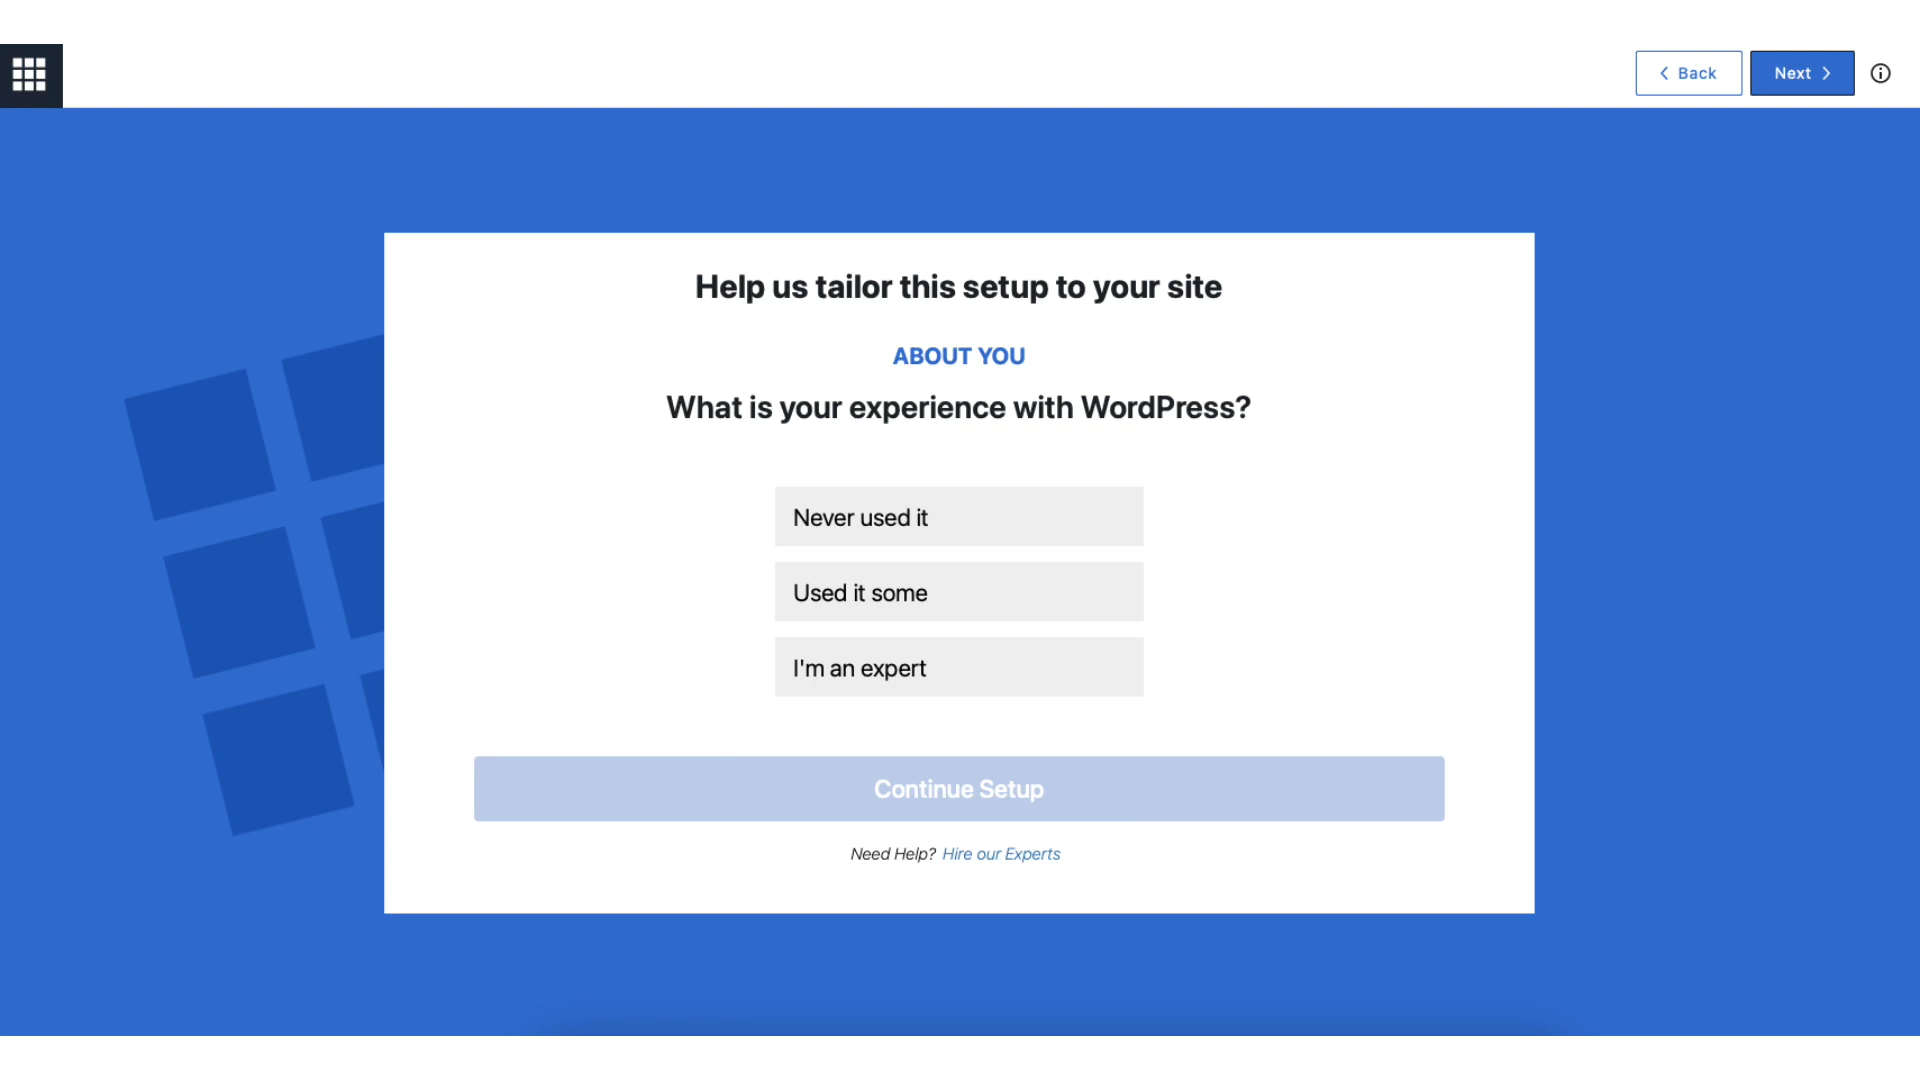 Back
Next
Help us tailor this setup to your site
ABOUT YOU
What is your experience with WordPress?
Never used it
Used it some
I'm an expert
Continue Setup
Need Help? Hire our Experts